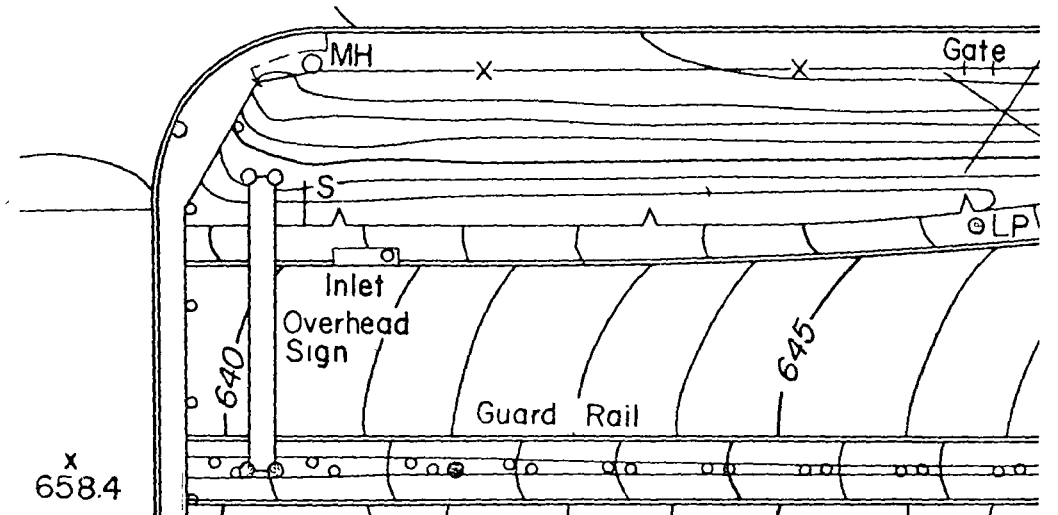 MH
Gate
S
LP
Inlet
Overhead
Sign
640
645
Guard Rail
x
658.4